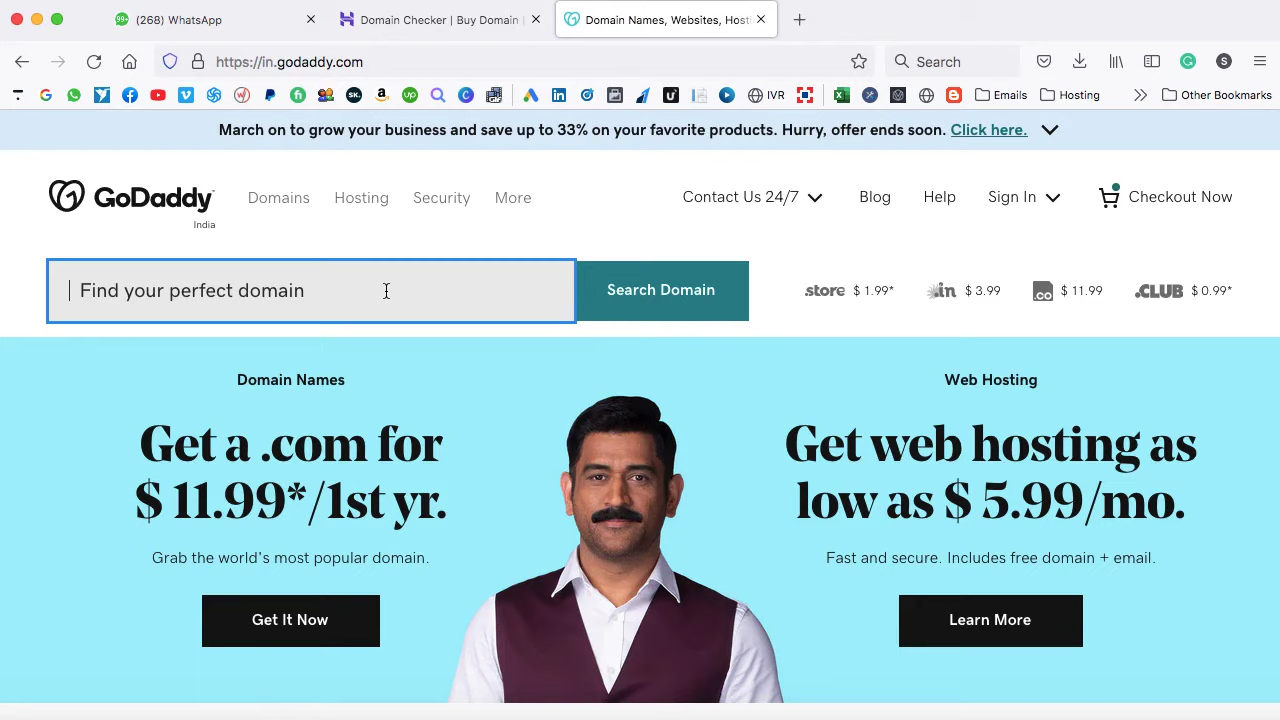 (268) WhatsApp
Domain Checker | Buy Domain
Domain Names, Websites, Hosti
https://in.godaddy.com
Search
IVR
Emails
Hosting
Other Bookmarks
March on to grow your business and save up to 33% on your favorite products. Hurry, offer ends soon. Click here.
GoDaddy
India
Domains
Hosting
Security
More
Contact Us 24/7
Blog
Help
Sign In
Checkout Now
Find your perfect domain
Search Domain
.store $ 1.99*
.in $ 3.99
.co $ 11.99
.CLUB $ 0.99*
Domain Names
Get a .com for
$ 11.99*/1st yr.
Grab the world's most popular domain.
Get It Now
Web Hosting
Get web hosting as
low as $ 5.99/mo.
Fast and secure. Includes free domain + email.
Learn More